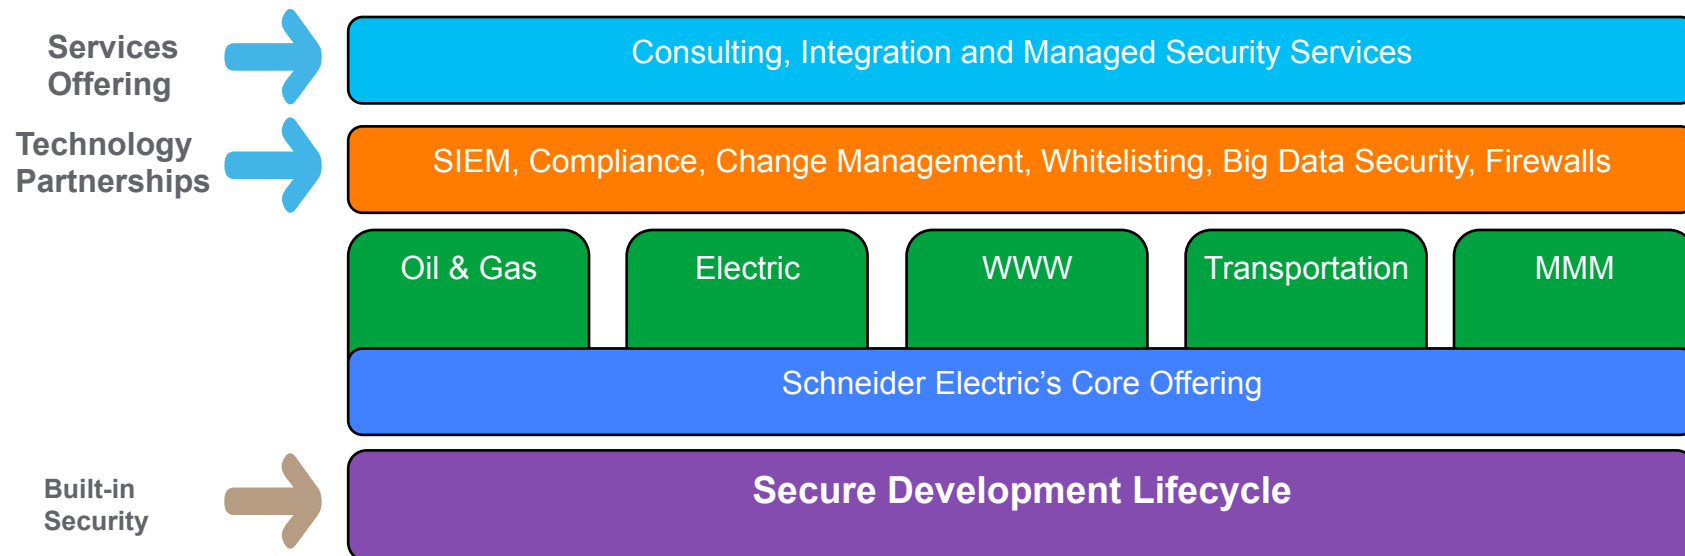 Services
Offering
Consulting, Integration and Managed Security Services
Technology
Partnerships
SIEM, Compliance, Change Management, Whitelisting, Big Data Security, Firewalls
Oil & Gas
Electric
WWW
Transportation
MMM
Schneider Electric’s Core Offering
Built-in
Security
Secure Development Lifecycle